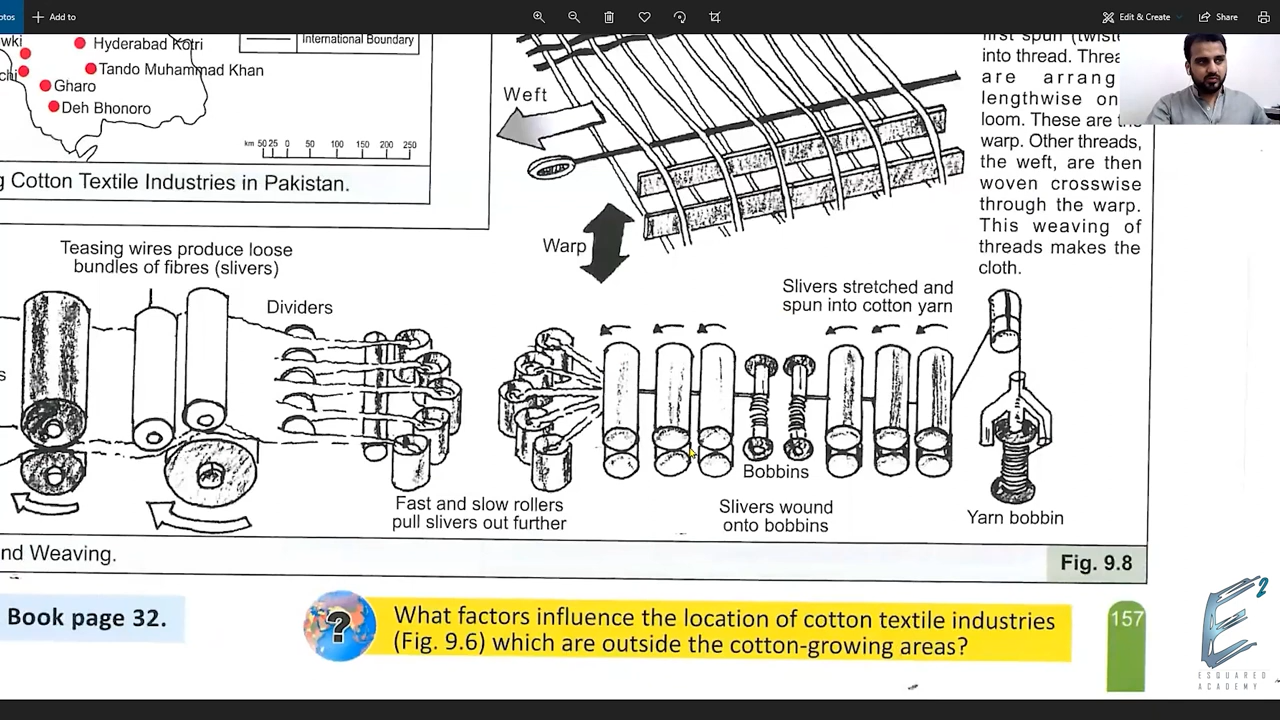 Add to
Edit & Create
Share
Hyderabad Kotri
International Boundary
Tando Muhammad Khan
Gharo
Deh Bhonoro
km 50 25 0 50 100 150 200 250
Cotton Textile Industries in Pakistan.
Weft
Warp
into thread.
are
lengthwise on
loom. These are
warp. Other threads,
the weft, are then
woven crosswise
through the warp.
This weaving of
threads makes the
cloth.
Teasing wires produce loose
bundles of fibres (slivers)
Dividers
Slivers stretched and
spun into cotton yarn
Fast and slow rollers
pull slivers out further
Bobbins
Slivers wound
onto bobbins
Yarn bobbin
nd Weaving.
Fig. 9.8
Book page 32.
?
What factors influence the location of cotton textile industries
(Fig. 9.6) which are outside the cotton-growing areas?
157
E2
ESQUARED
ACADEMY